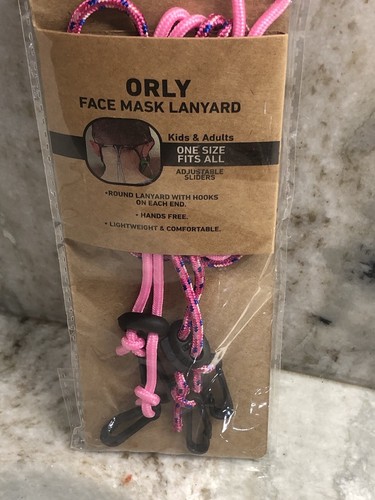 ORLY
FACE MASK LANYARD
Kids & Adults
ONE SIZE
FITS ALL
ADJUSTABLE
SLIDERS
•ROUND LANYARD WITH HOOKS
ON EACH END.
• HANDS FREE.
• LIGHTWEIGHT & COMFORTABLE.